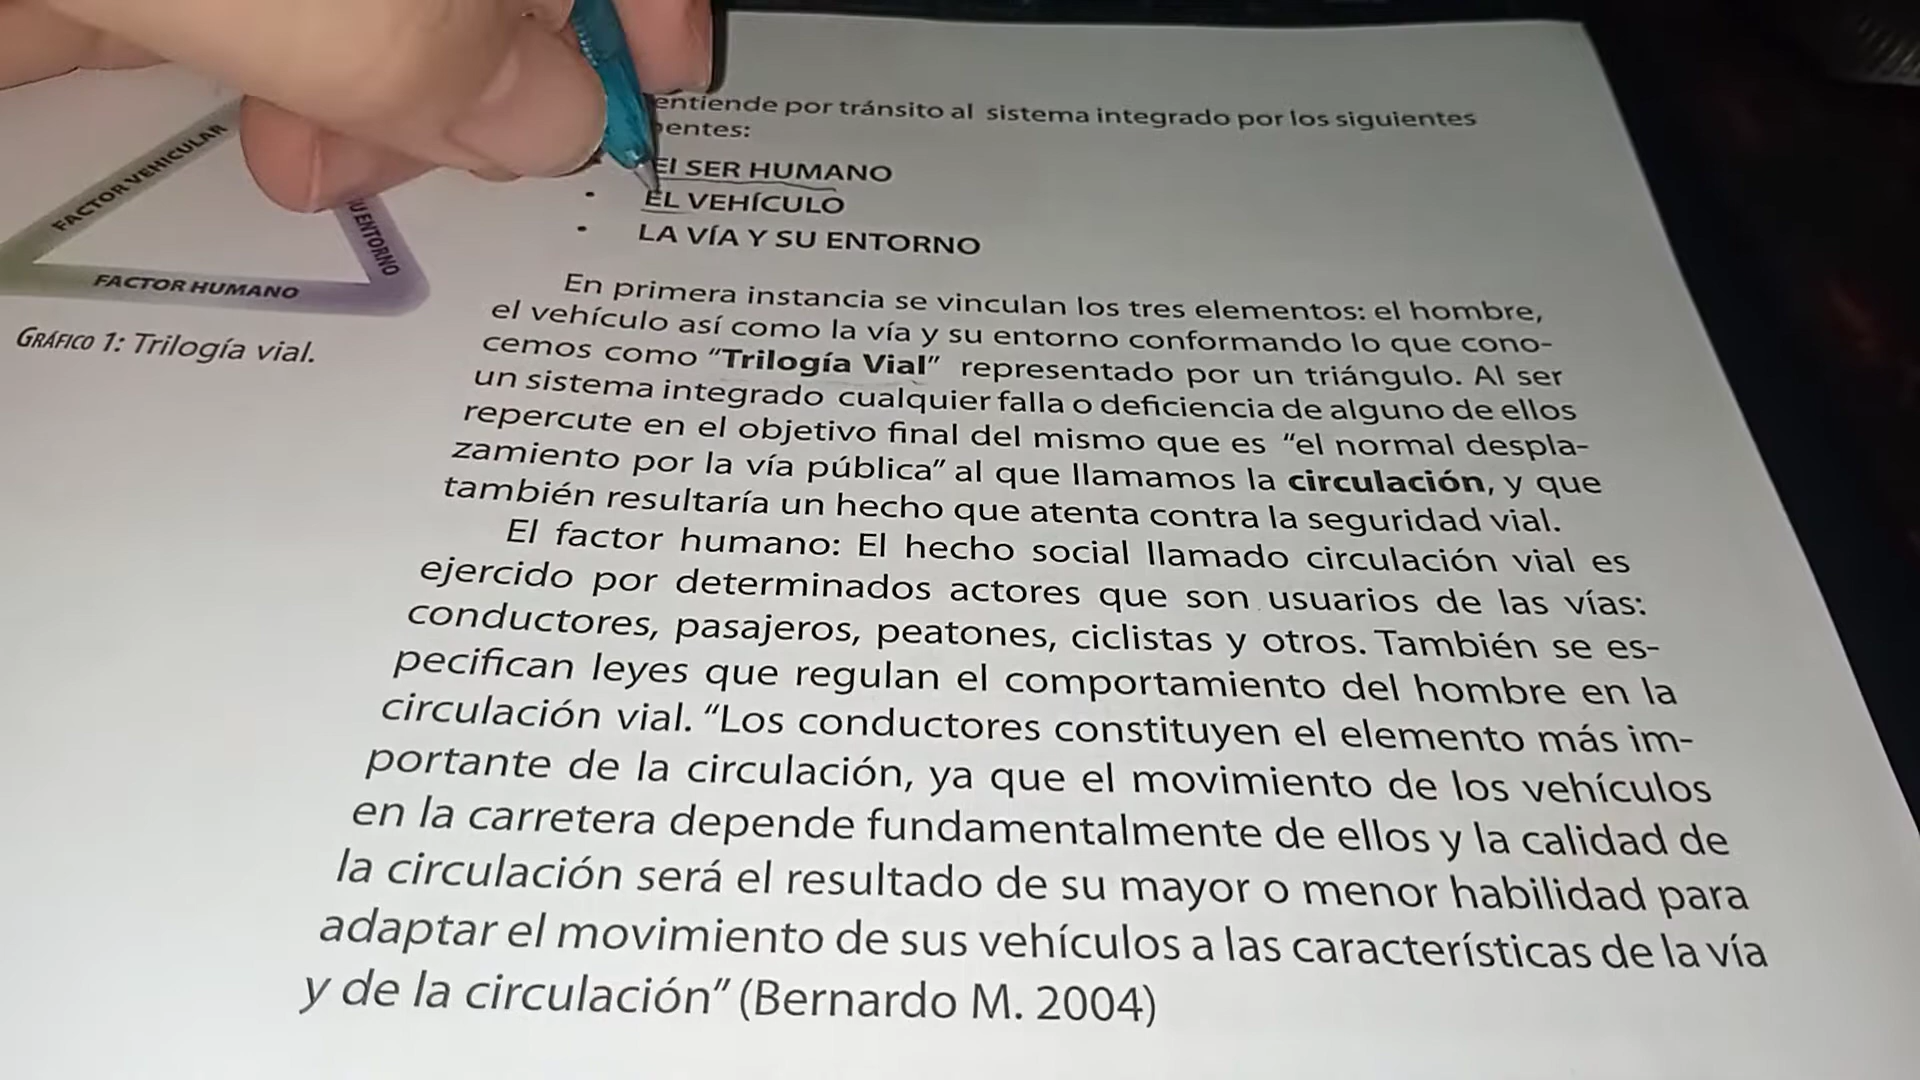 FACTOR VEHICULAR
U ENTORNO
FACTOR HUMANO
GRÁFICO 1: Trilogía vial.
entiende por tránsito al sistema integrado por los siguientes
entes:
El SER HUMANO
• EL VEHÍCULO
• LA VÍA Y SU ENTORNO
En primera instancia se vinculan los tres elementos: el hombre,
el vehículo así como la vía y su entorno conformando lo que cono-
cemos como “Trilogía Vial” representado por un triángulo. Al ser
un sistema integrado cualquier falla o deficiencia de alguno de ellos
repercute en el objetivo final del mismo que es “el normal despla-
zamiento por la vía pública” al que llamamos la circulación, y que
también resultaría un hecho que atenta contra la seguridad vial.
El factor humano: El hecho social llamado circulación vial es
ejercido por determinados actores que son usuarios de las vías:
conductores, pasajeros, peatones, ciclistas y otros. También se es-
pecifican leyes que regulan el comportamiento del hombre en la
circulación vial. “Los conductores constituyen el elemento más im-
portante de la circulación, ya que el movimiento de los vehículos
en la carretera depende fundamentalmente de ellos y la calidad de
la circulación será el resultado de su mayor o menor habilidad para
adaptar el movimiento de sus vehículos a las características de la vía
y de la circulación” (Bernardo M. 2004)